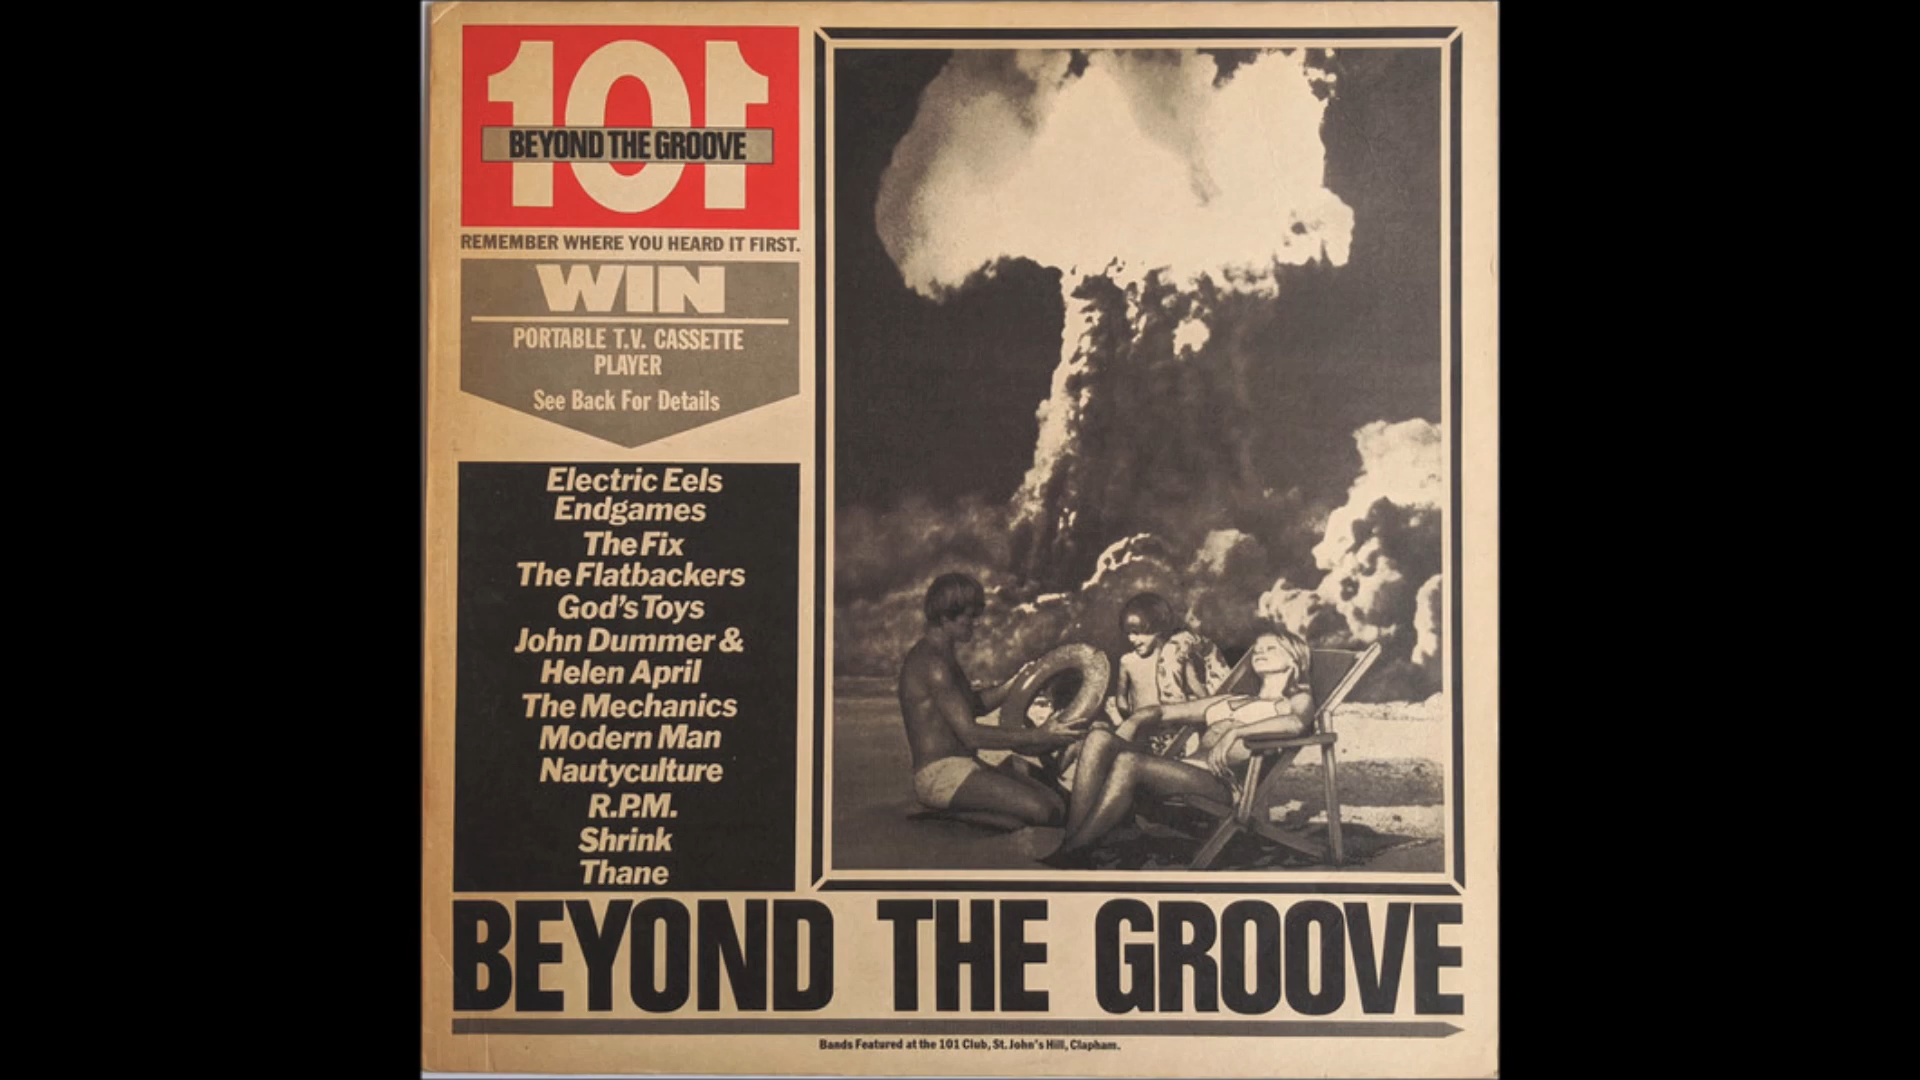 101
BEYOND THE GROOVE
REMEMBER WHERE YOU HEARD IT FIRST.
WIN
PORTABLE T.V. CASSETTE
PLAYER
See Back For Details
Electric Eels
Endgames
The Fix
The Flatbackers
God's Toys
John Dummer &
Helen April
The Mechanics
Modern Man
Nautyculture
R.P.M.
Shrink
Thane
BEYOND THE GROOVE
Bands Featured at the 101 Club, St. John's Hill, Clapham.